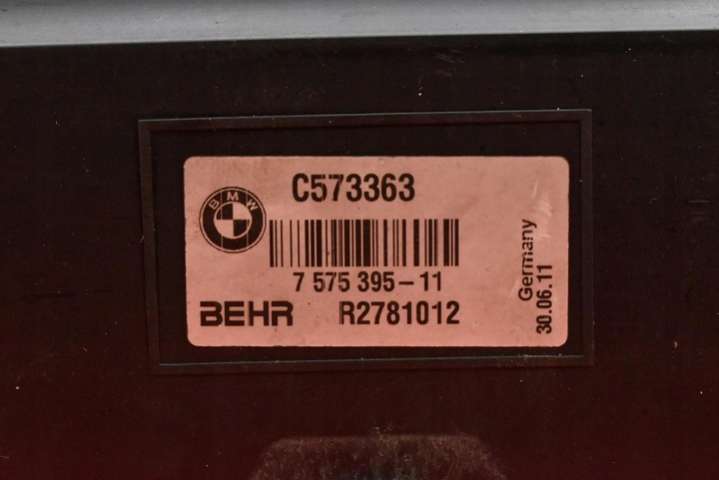 C573363
BMW
7 575 395-11
BEHR R2781012
Germany
30.06.11